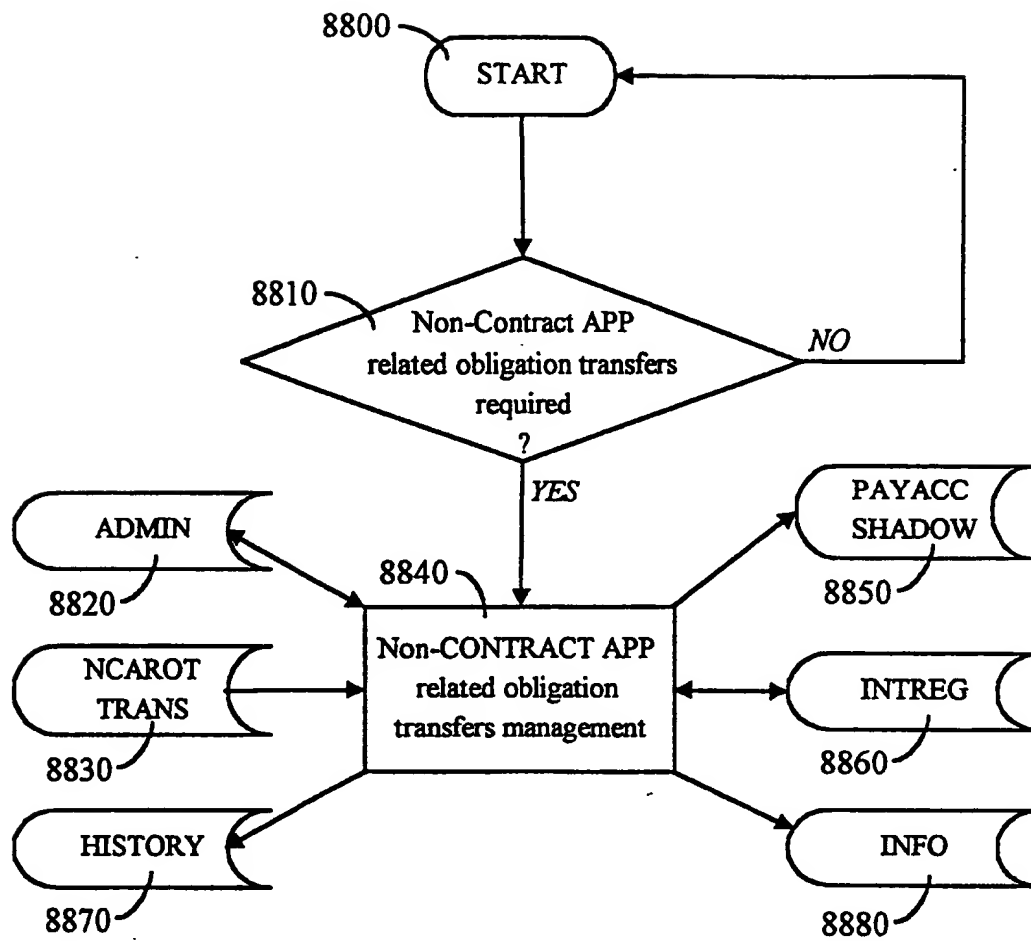 8800
START
8810
Non-Contract APP
related obligation transfers
required
?
NO
YES
ADMIN
8820
PAYACC
SHADOW
8850
8840
Non-CONTRACT APP
related obligation
transfers management
NCAROT
TRANS
8830
INTREG
8860
HISTORY
8870
INFO
8880